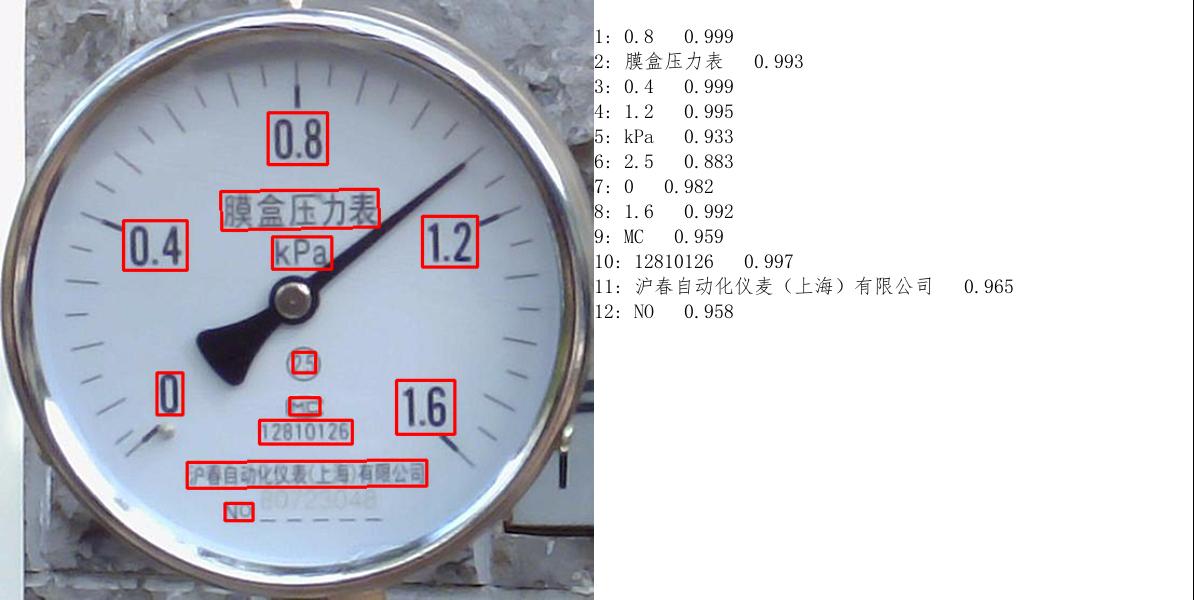 0.8
膜盒压力表
0.4
1.2
kPa
2.5
0
1.6
MC
12810126
沪春自动化仪表(上海)有限公司
80723048
NO
1: 0.8 0.999
2: 膜盒压力表 0.993
3: 0.4 0.999
4: 1.2 0.995
5: kPa 0.933
6: 2.5 0.883
7: 0 0.982
8: 1.6 0.992
9: MC 0.959
10: 12810126 0.997
11: 沪春自动化仪麦（上海）有限公司 0.965
12: NO 0.958